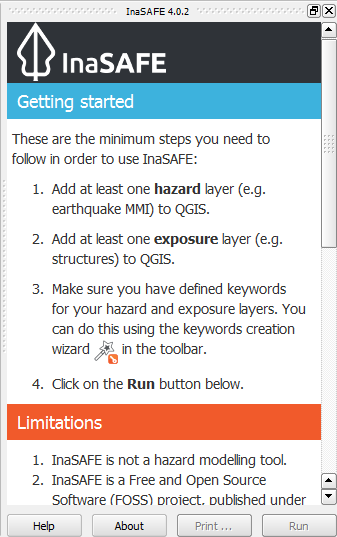 InaSAFE 4.0.2
InaSAFE
Getting started
These are the minimum steps you need to
follow in order to use InaSAFE:
1. Add at least one hazard layer (e.g.
earthquake MMI) to QGIS.
2. Add at least one exposure layer (e.g.
structures) to QGIS.
3. Make sure you have defined keywords
for your hazard and exposure layers. You
can do this using the keywords creation
wizard in the toolbar.
4. Click on the Run button below.
Limitations
1. InaSAFE is not a hazard modelling tool.
2. InaSAFE is a Free and Open Source
Software (FOSS) project, published under
Help About Print ... Run